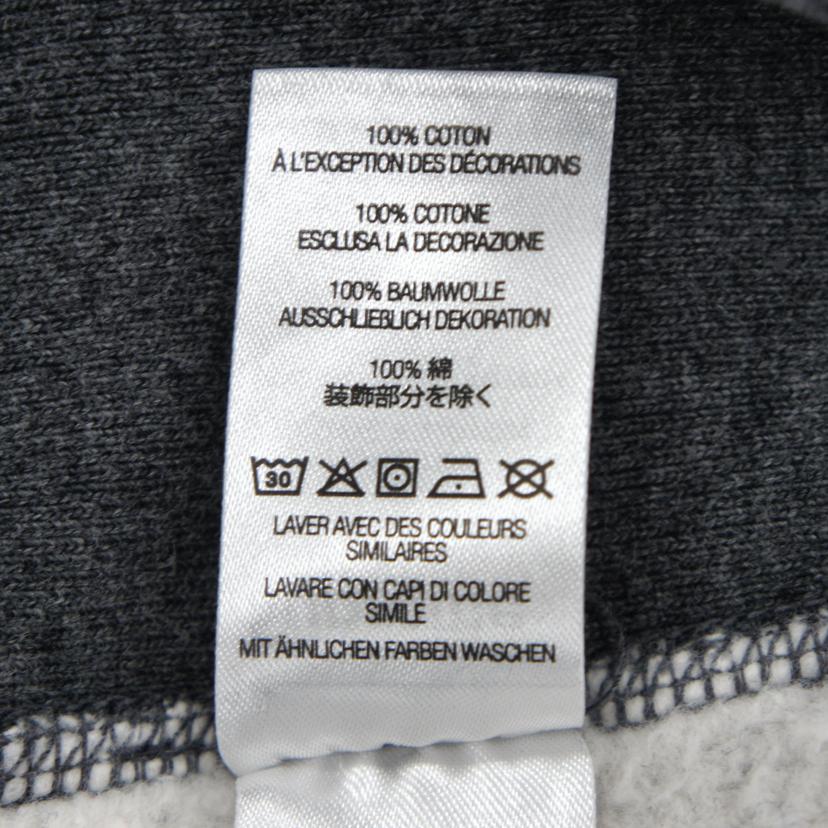 100% COTON
À L'EXCEPTION DES DÉCORATIONS
100% COTONE
ESCLUSA LA DECORAZIONE
100% BAUMWOLLE
AUSSCHLIEBLICH DEKORATION
100% 綿
装飾部分を除く
30
LAVER AVEC DES COULEURS
SIMILAIRES
LAVARE CON CAPI DI COLORE
SIMILE
MIT ÄHNLICHEN FARBEN WASCHEN